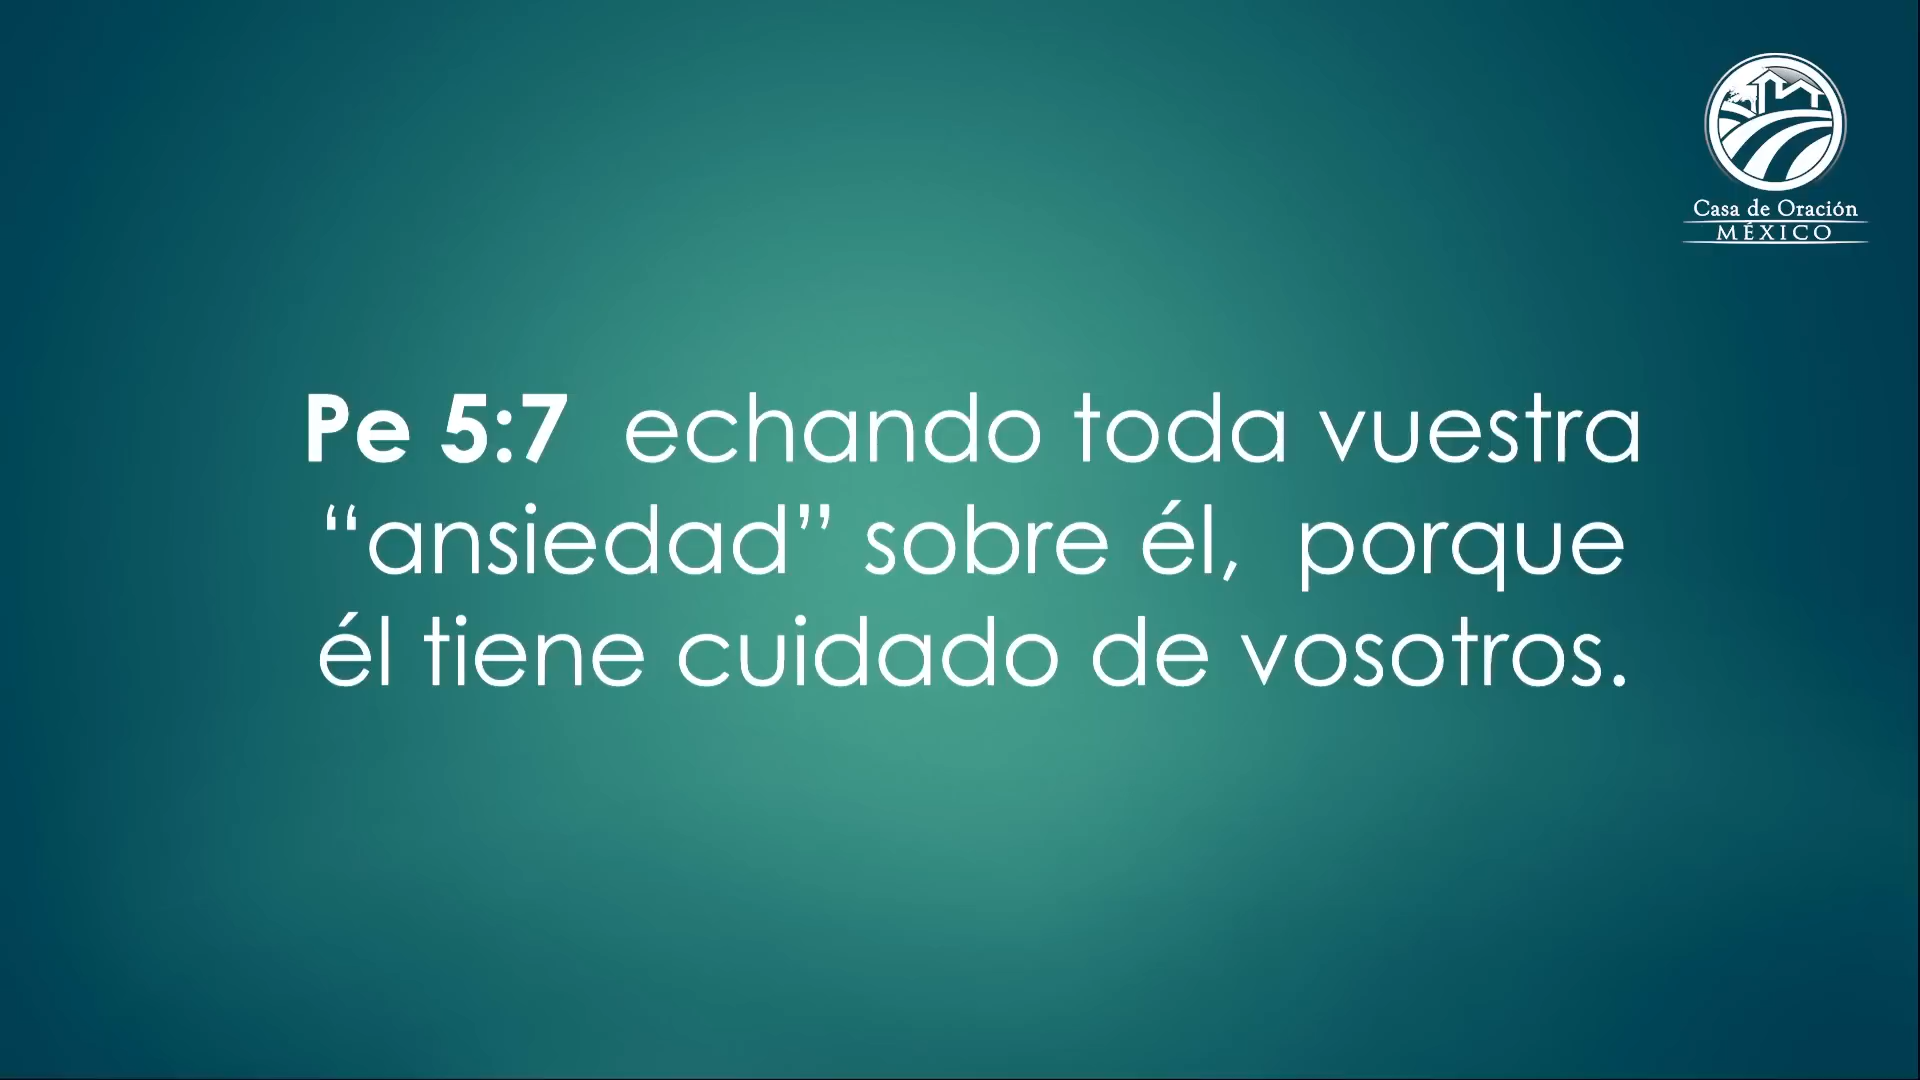 Casa de Oración
MÉXICO
Pe 5:7  echando toda vuestra
“ansiedad” sobre él,  porque
él tiene cuidado de vosotros.